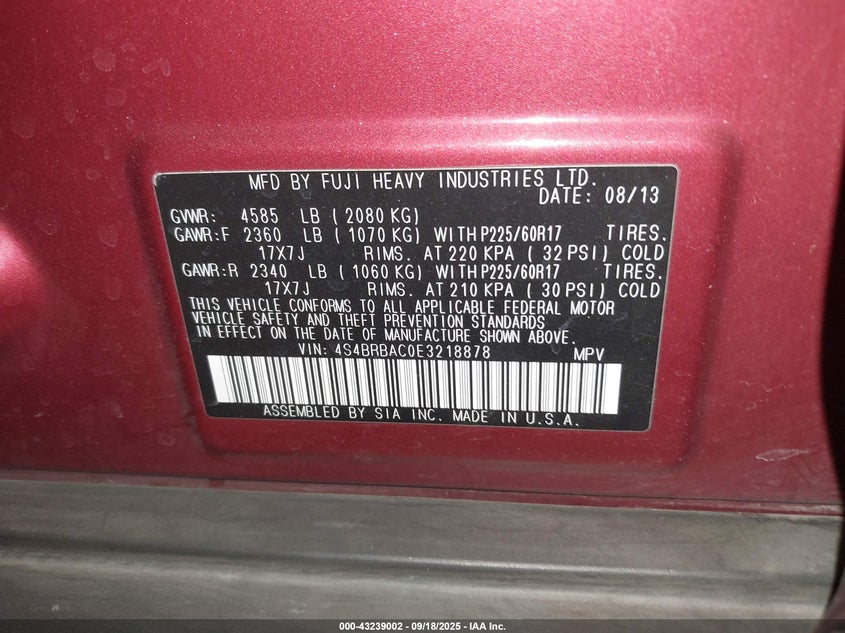 MFD BY FUJI HEAVY INDUSTRIES LTD.
DATE: 08/13
GVWR: 4585 LB ( 2080 KG)
GAWR:F 2360 LB ( 1070 KG) WITH P225/60R17 TIRES.
17X7J RIMS. AT 220 KPA ( 32 PSI) COLD
GAWR:R 2340 LB ( 1060 KG) WITH P225/60R17 TIRES.
17X7J RIMS. AT 210 KPA ( 30 PSI) COLD
THIS VEHICLE CONFORMS TO ALL APPLICABLE FEDERAL MOTOR
VEHICLE SAFETY AND THEFT PREVENTION STANDARDS
IN EFFECT ON THE DATE OF MANUFACTURE SHOWN ABOVE.
VIN: 4S4BRBAC0E3218878 MPV
ASSEMBLED BY SIA INC. MADE IN U.S.A.
000-43239002 - 09/18/2025 - IAA Inc.